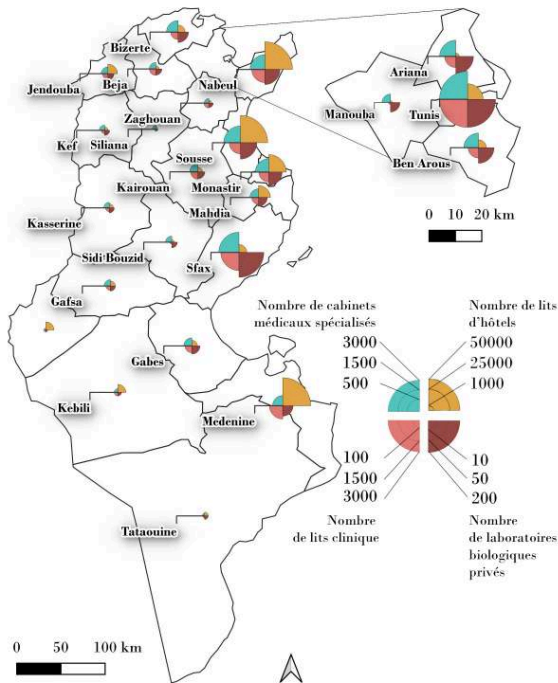 Bizerte
Jendouba
Beja
Nabeul
Zaghouan
Kef
Siliana
Sousse
Kairouan
Monastir
Mahdia
Kasserine
Sidi Bouzid
Sfax
Gafsa
Gabes
Kébili
Medenine
Tataouine
0 50 100 km
Ariana
Manouba
Tunis
Ben Arous
0 10 20 km
Nombre de cabinets
médicaux spécialisés
3000
1500
500
Nombre de lits
d'hôtels
50000
25000
1000
100
1500
3000
Nombre
de lits clinique
10
50
200
Nombre
de laboratoires
biologiques
privés